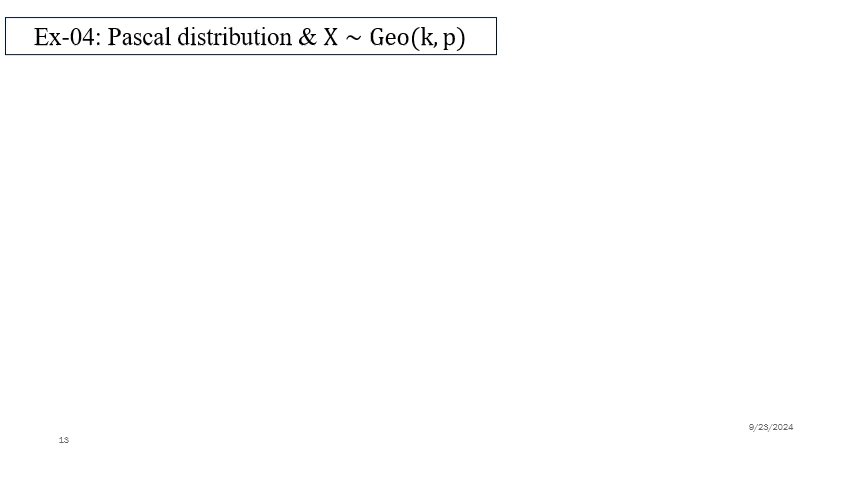 Ex-04: Pascal distribution & X ~ Geo(k, p)
9/23/2024
13